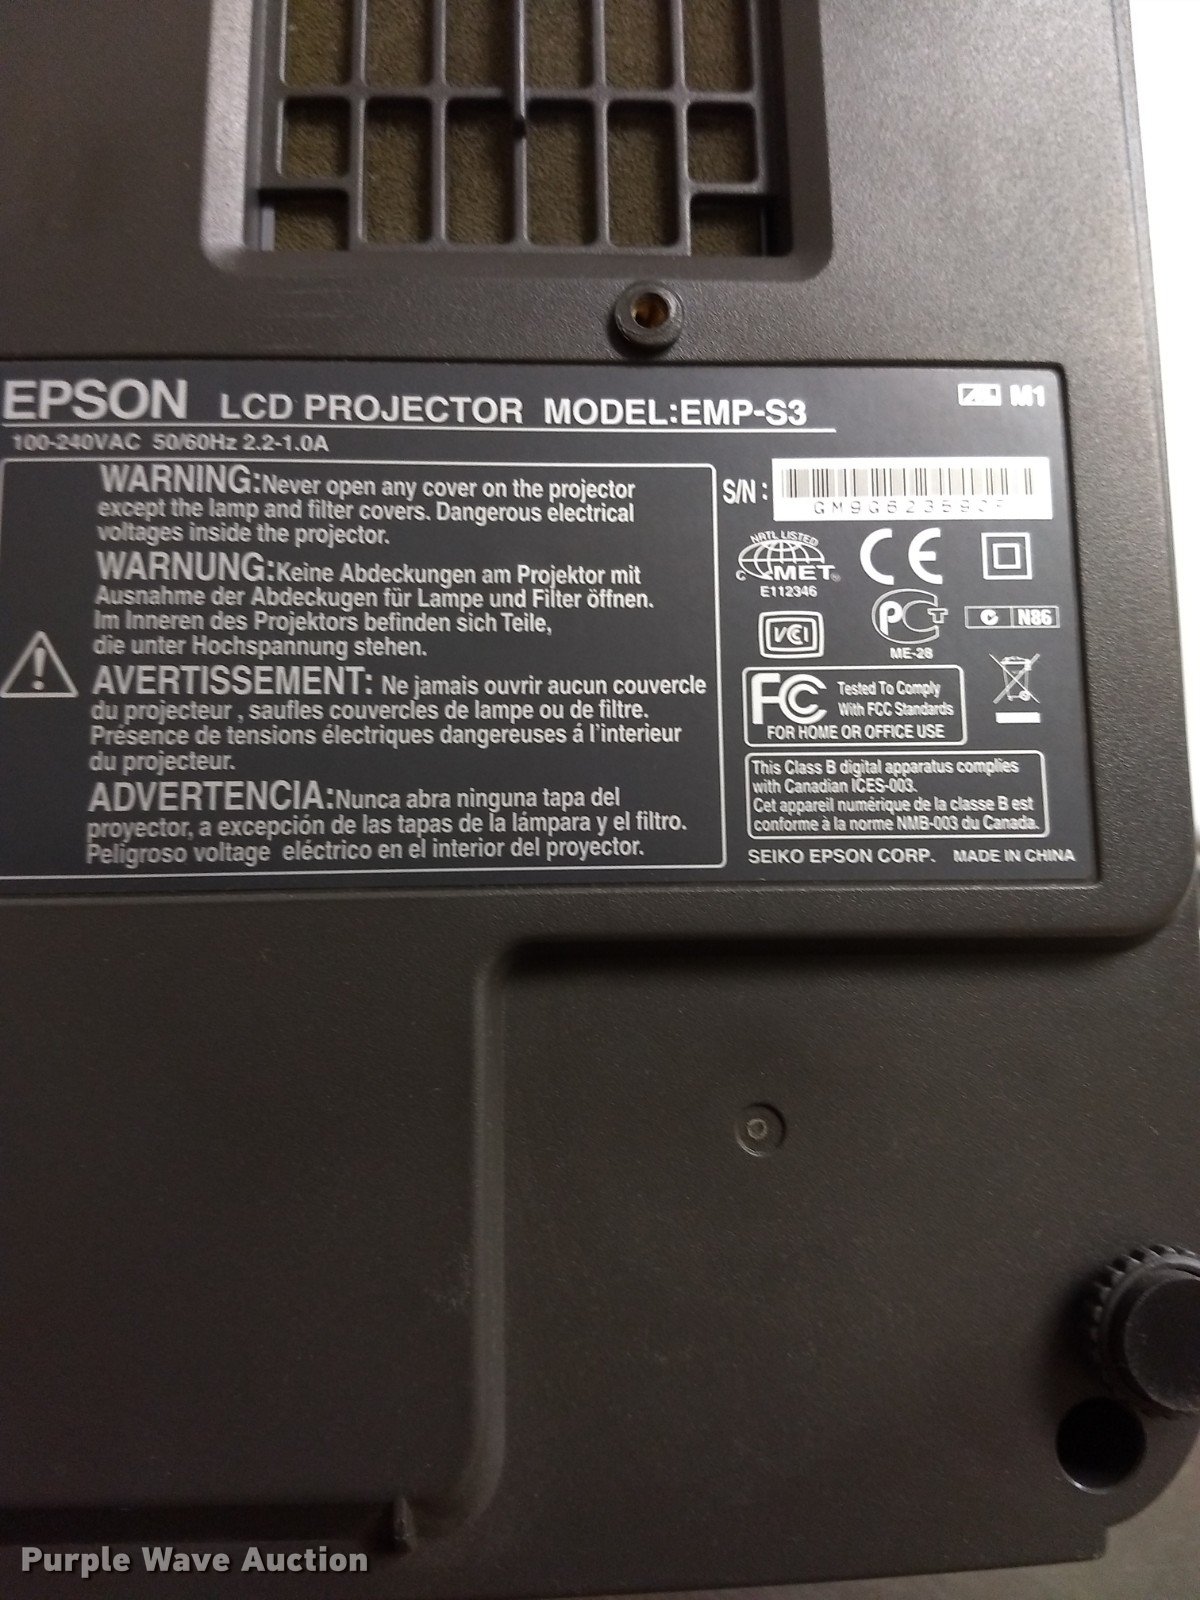 EPSON LCD PROJECTOR MODEL:EMP-S3
M1
100-240VAC 50/60Hz 2.2-1.0A
WARNING:Never open any cover on the projector
except the lamp and filter covers. Dangerous electrical
voltages inside the projector.
WARNUNG:Keine Abdeckungen am Projektor mit
Ausnahme der Abdeckugen für Lampe und Filter öffnen.
Im Inneren des Projektors befinden sich Teile,
die unter Hochspannung stehen.
AVERTISSEMENT: Ne jamais ouvrir aucun couvercle
du projecteur , saufles couvercles de lampe ou de filtre.
Présence de tensions électriques dangereuses á l'interieur
du projecteur.
ADVERTENCIA:Nunca abra ninguna tapa del
proyector, a excepción de las tapas de la lámpara y el filtro.
Peligroso voltage eléctrico en el interior del proyector.
S/N :
NRTL LISTED
C MET®
E112346
CE
VCI
PCT
ME-28
N86
FC Tested To Comply
With FCC Standards
FOR HOME OR OFFICE USE
This Class B digital apparatus complies
with Canadian ICES-003.
Cet appareil numérique de la classe B est
conforme à la norme NMB-003 du Canada.
SEIKO EPSON CORP. MADE IN CHINA
Purple Wave Auction